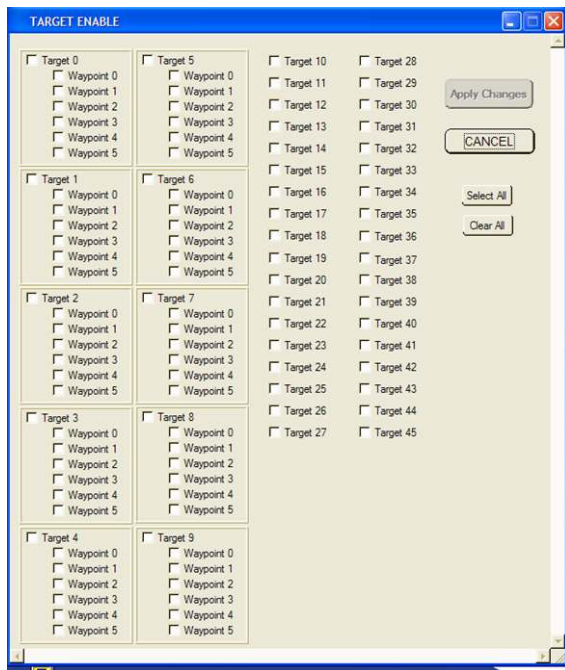 TARGET ENABLE
Target 0
Waypoint 0
Waypoint 1
Waypoint 2
Waypoint 3
Waypoint 4
Waypoint 5
Target 1
Waypoint 0
Waypoint 1
Waypoint 2
Waypoint 3
Waypoint 4
Waypoint 5
Target 2
Waypoint 0
Waypoint 1
Waypoint 2
Waypoint 3
Waypoint 4
Waypoint 5
Target 3
Waypoint 0
Waypoint 1
Waypoint 2
Waypoint 3
Waypoint 4
Waypoint 5
Target 4
Waypoint 0
Waypoint 1
Waypoint 2
Waypoint 3
Waypoint 4
Waypoint 5
Target 5
Waypoint 0
Waypoint 1
Waypoint 2
Waypoint 3
Waypoint 4
Waypoint 5
Target 6
Waypoint 0
Waypoint 1
Waypoint 2
Waypoint 3
Waypoint 4
Waypoint 5
Target 7
Waypoint 0
Waypoint 1
Waypoint 2
Waypoint 3
Waypoint 4
Waypoint 5
Target 8
Waypoint 0
Waypoint 1
Waypoint 2
Waypoint 3
Waypoint 4
Waypoint 5
Target 9
Waypoint 0
Waypoint 1
Waypoint 2
Waypoint 3
Waypoint 4
Waypoint 5
Target 10
Target 11
Target 12
Target 13
Target 14
Target 15
Target 16
Target 17
Target 18
Target 19
Target 20
Target 21
Target 22
Target 23
Target 24
Target 25
Target 26
Target 27
Target 28
Target 29
Target 30
Target 31
Target 32
Target 33
Target 34
Target 35
Target 36
Target 37
Target 38
Target 39
Target 40
Target 41
Target 42
Target 43
Target 44
Target 45
Apply Changes
CANCEL
Select All
Clear All